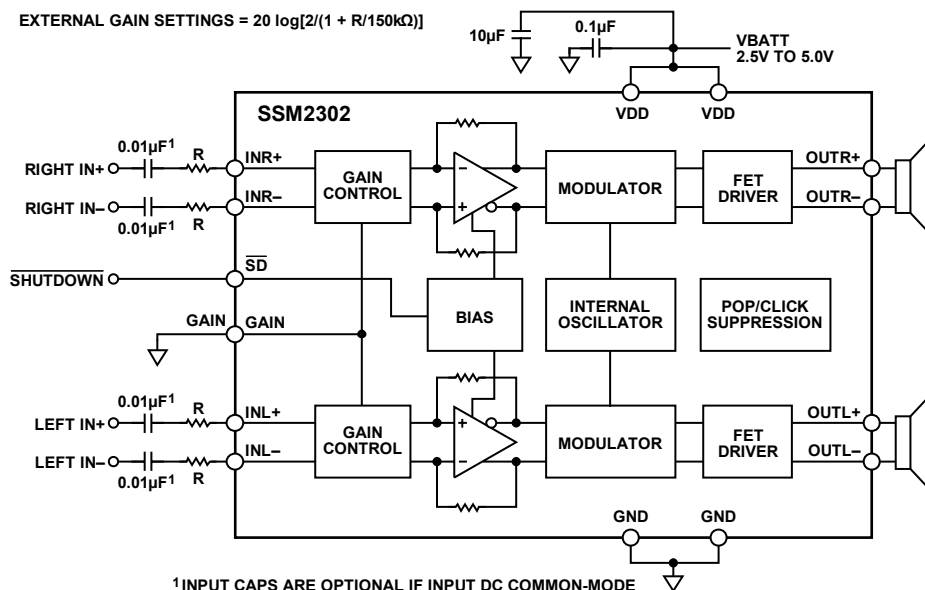 EXTERNAL GAIN SETTINGS = 20 log[2/(1 + R/150kΩ)]
10µF
0.1µF
VBATT
2.5V TO 5.0V
SSM2302
VDD
VDD
0.01µF1
R
RIGHT IN+
INR+
GAIN
CONTROL
MODULATOR
FET
DRIVER
OUTR+
RIGHT IN–
INR–
OUTR–
0.01µF1
R
SHUTDOWN
SD
BIAS
INTERNAL
OSCILLATOR
POP/CLICK
SUPPRESSION
GAIN
GAIN
0.01µF1
R
LEFT IN+
INL+
GAIN
CONTROL
MODULATOR
FET
DRIVER
OUTL+
LEFT IN–
INL–
OUTL–
0.01µF1
R
GND
GND
1 INPUT CAPS ARE OPTIONAL IF INPUT DC COMMON-MODE